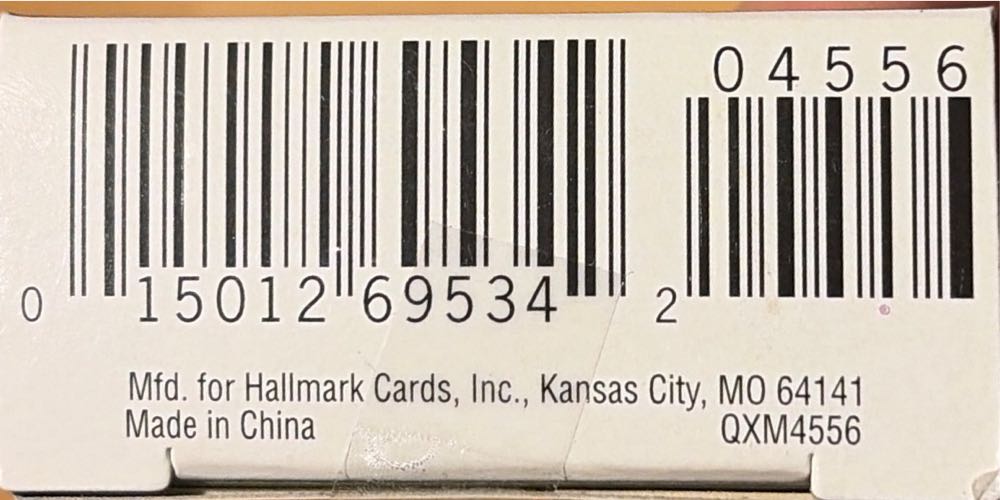 04556
0 15012 69534 2
Mfd. for Hallmark Cards, Inc., Kansas City, MO 64141
Made in China QXM4556